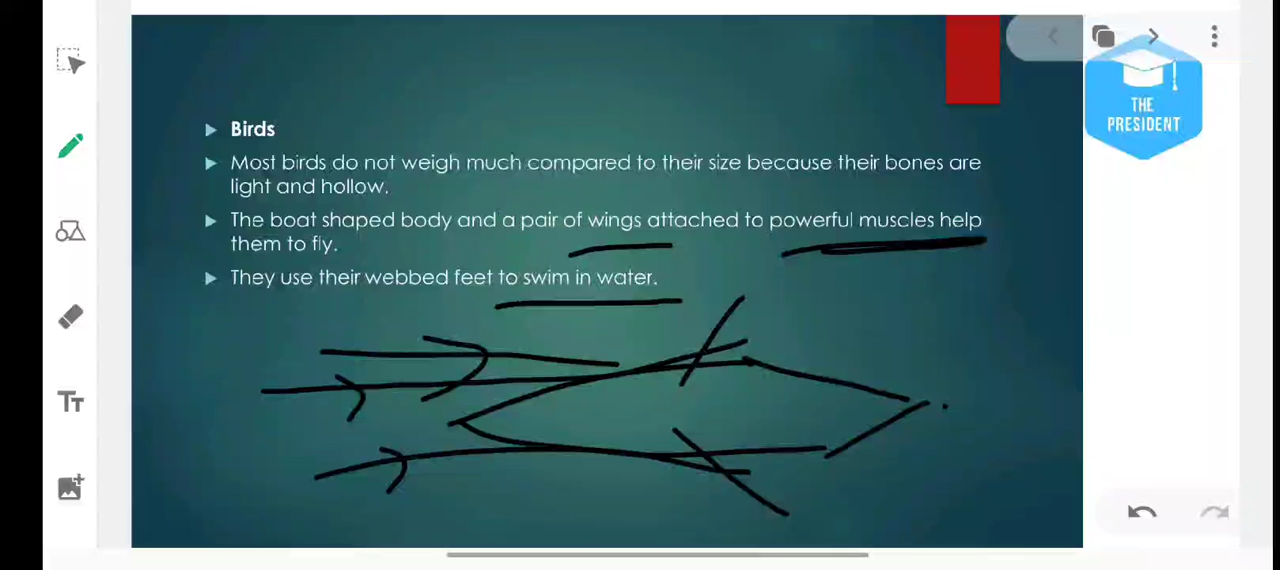 Birds
Most birds do not weigh much compared to their size because their bones are
light and hollow.
The boat shaped body and a pair of wings attached to powerful muscles help
them to fly.
They use their webbed feet to swim in water.
THE
PRESIDENT
TT